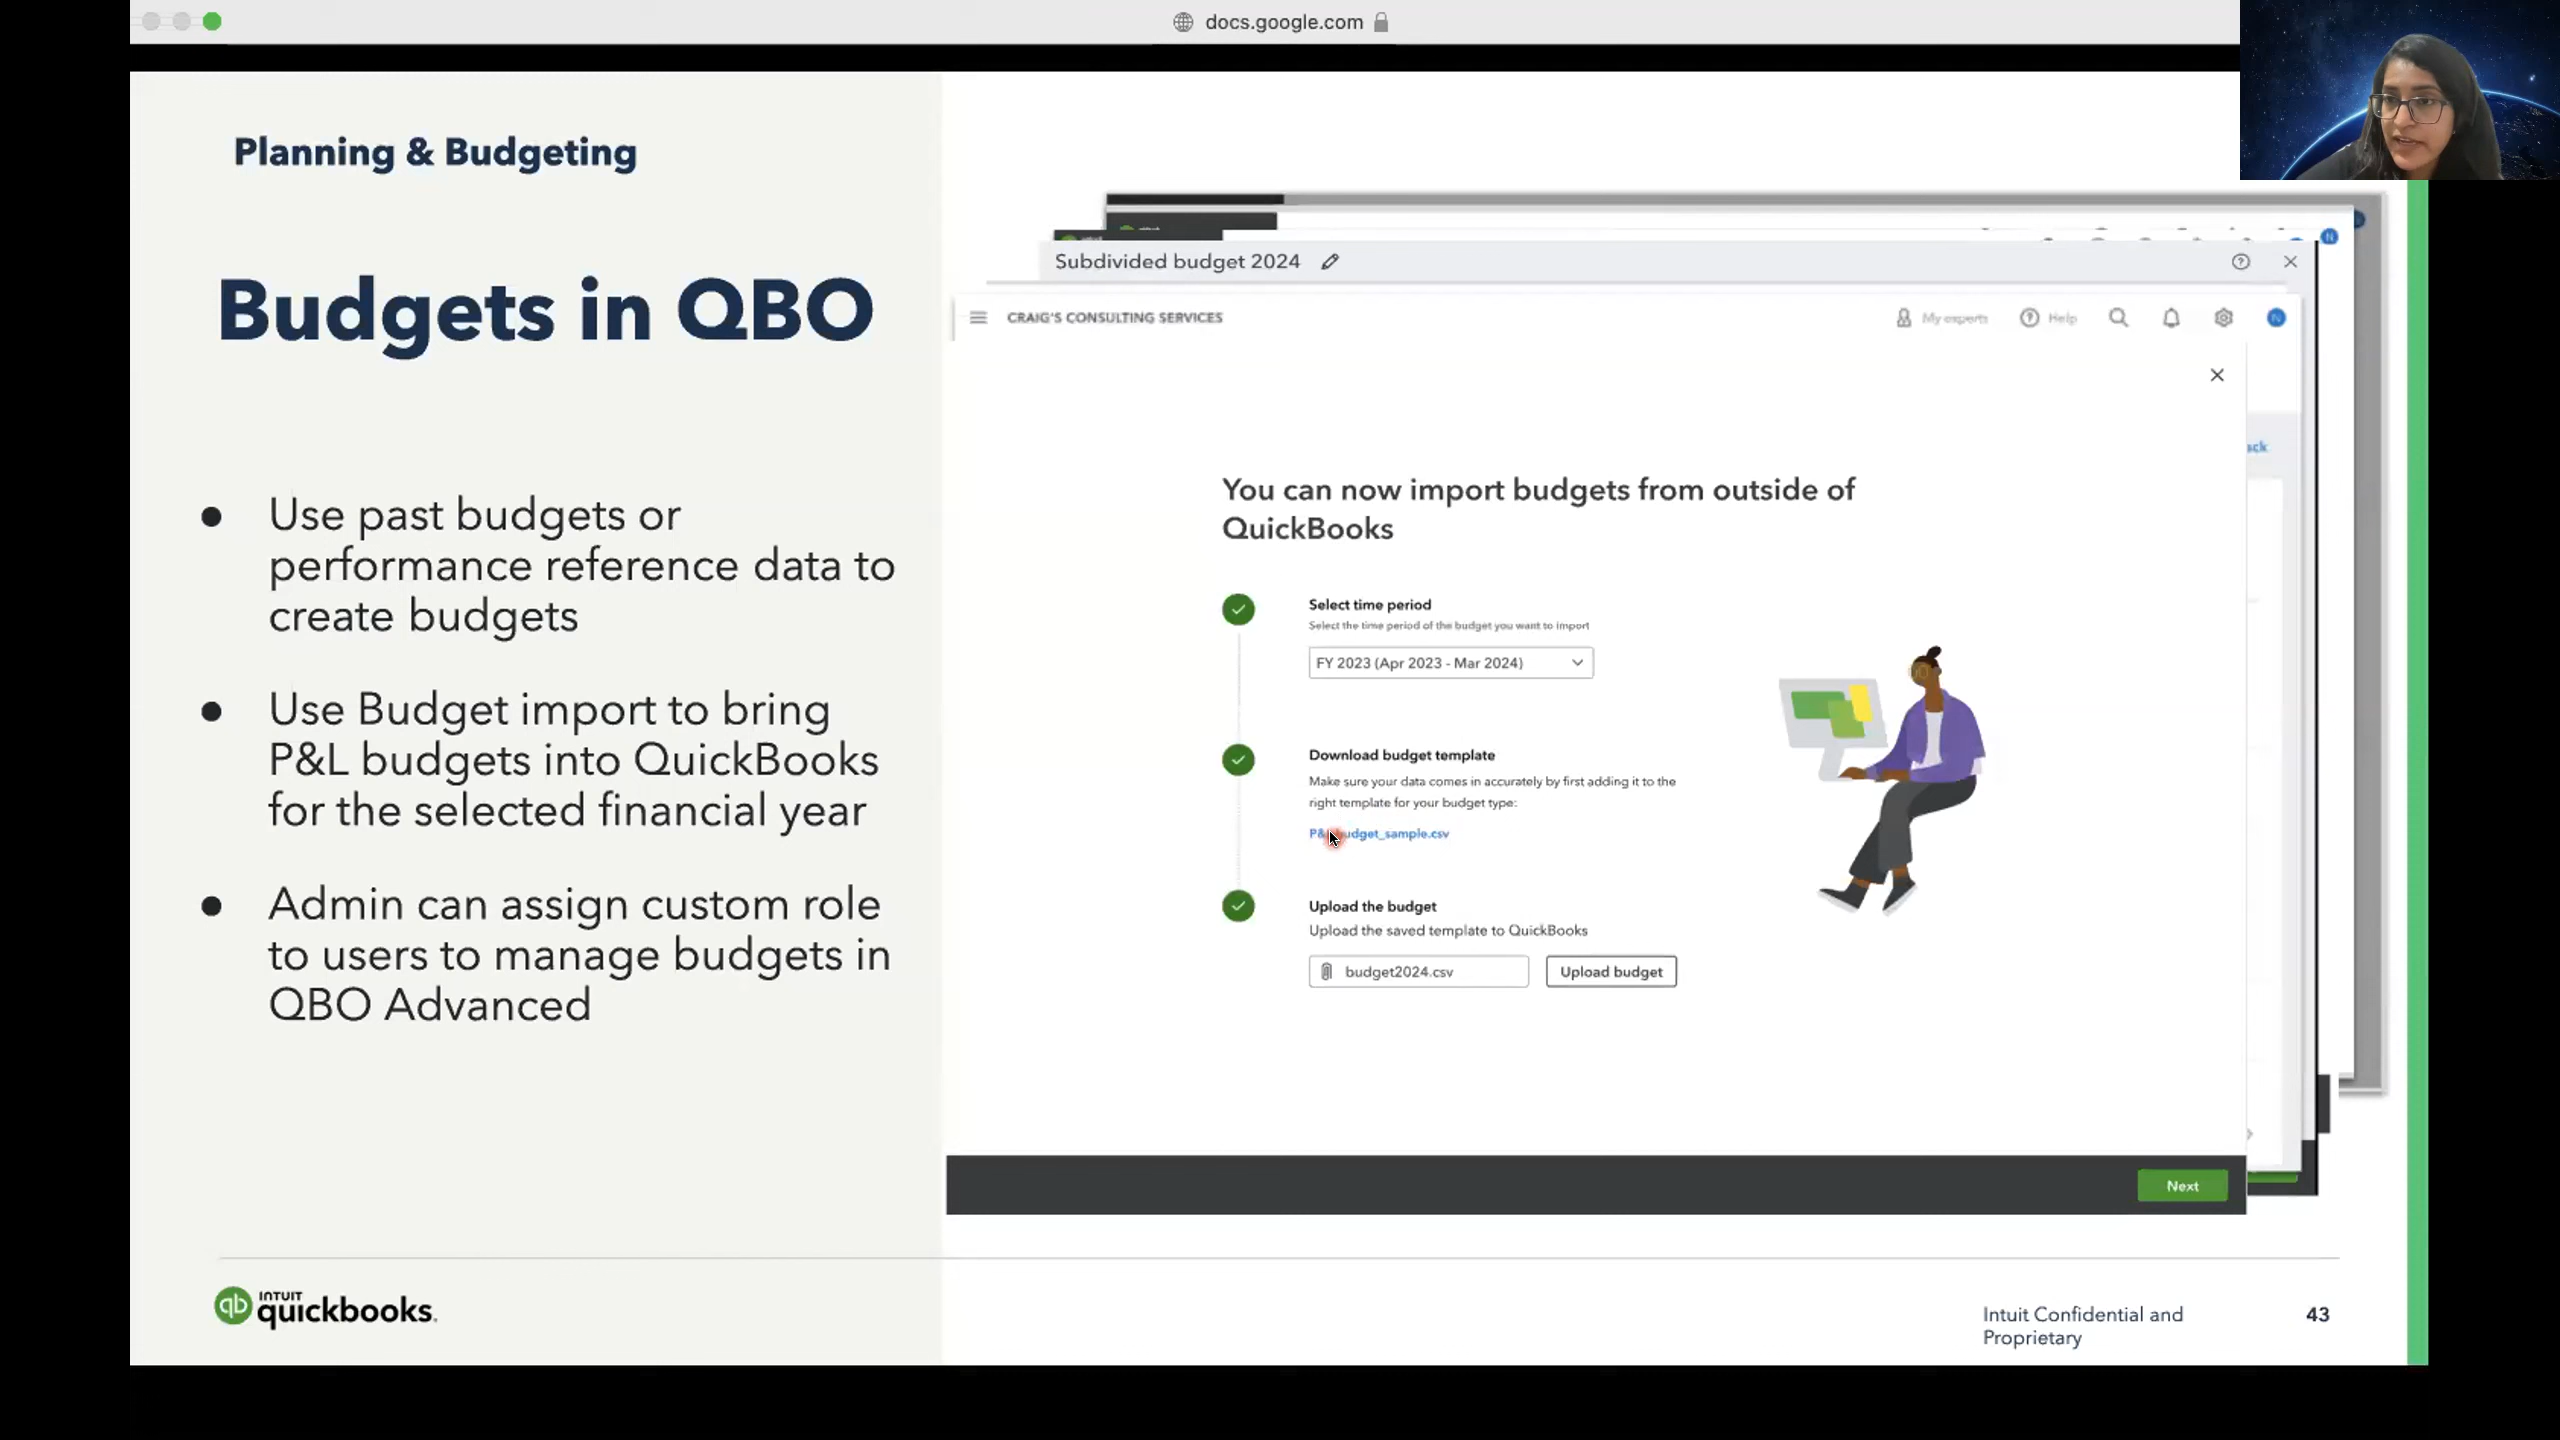 docs.google.com
Planning & Budgeting
Budgets in QBO
● Use past budgets or
performance reference data to
create budgets
● Use Budget import to bring
P&L budgets into QuickBooks
for the selected financial year
● Admin can assign custom role
to users to manage budgets in
QBO Advanced
Subdivided budget 2024
CRAIG'S CONSULTING SERVICES
My experts
Help
N
N
You can now import budgets from outside of
QuickBooks
Select time period
Select the time period of the budget you want to import
FY 2023 (Apr 2023 - Mar 2024)
Download budget template
Make sure your data comes in accurately by first adding it to the
right template for your budget type:
Upload the budget
Upload the saved template to QuickBooks
budget2024.csv
Upload budget
Next
qb INTUIT
quickbooks.
Intuit Confidential and
Proprietary
43